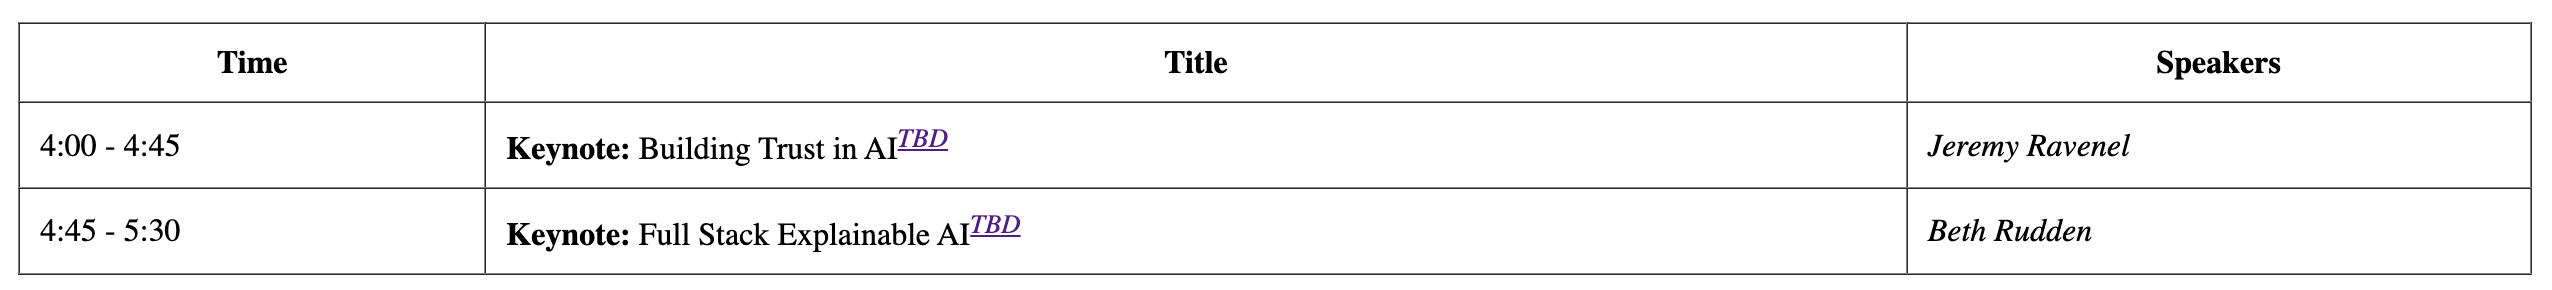 Time Title Speakers
4:00 - 4:45 Keynote: Building Trust in AITBD Jeremy Ravenel
4:45 - 5:30 Keynote: Full Stack Explainable AITBD Beth Rudden